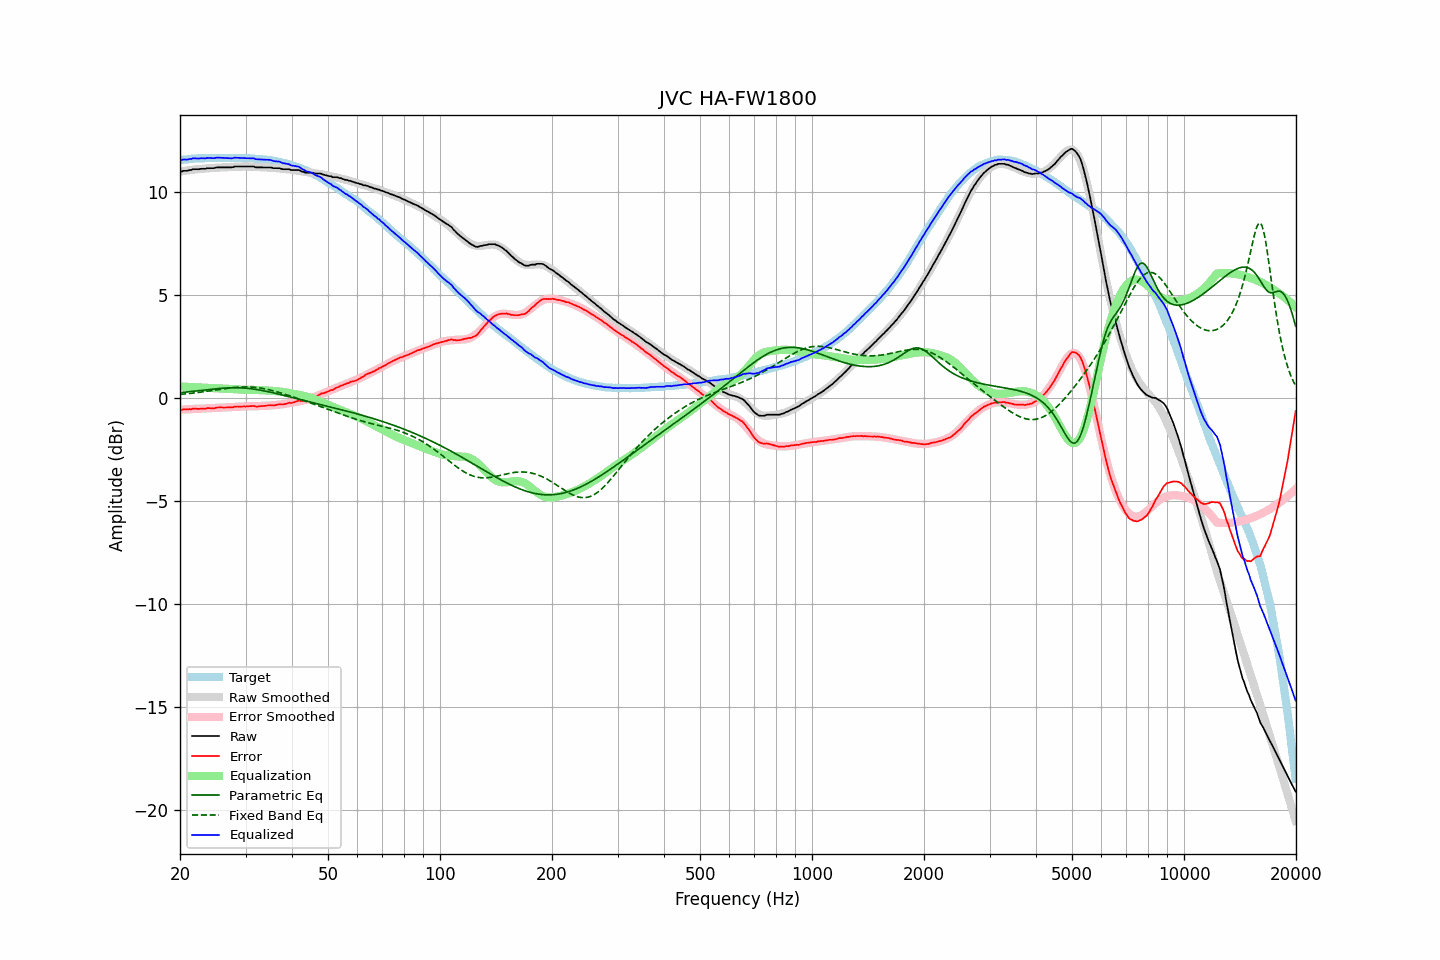 JVC HA-FW1800
Amplitude (dBr)
10
5
0
−5
−10
−15
−20
Target
Raw Smoothed
Error Smoothed
Raw
Error
Equalization
Parametric Eq
Fixed Band Eq
Equalized
20 50 100 200 500 1000 2000 5000 10000 20000
Frequency (Hz)